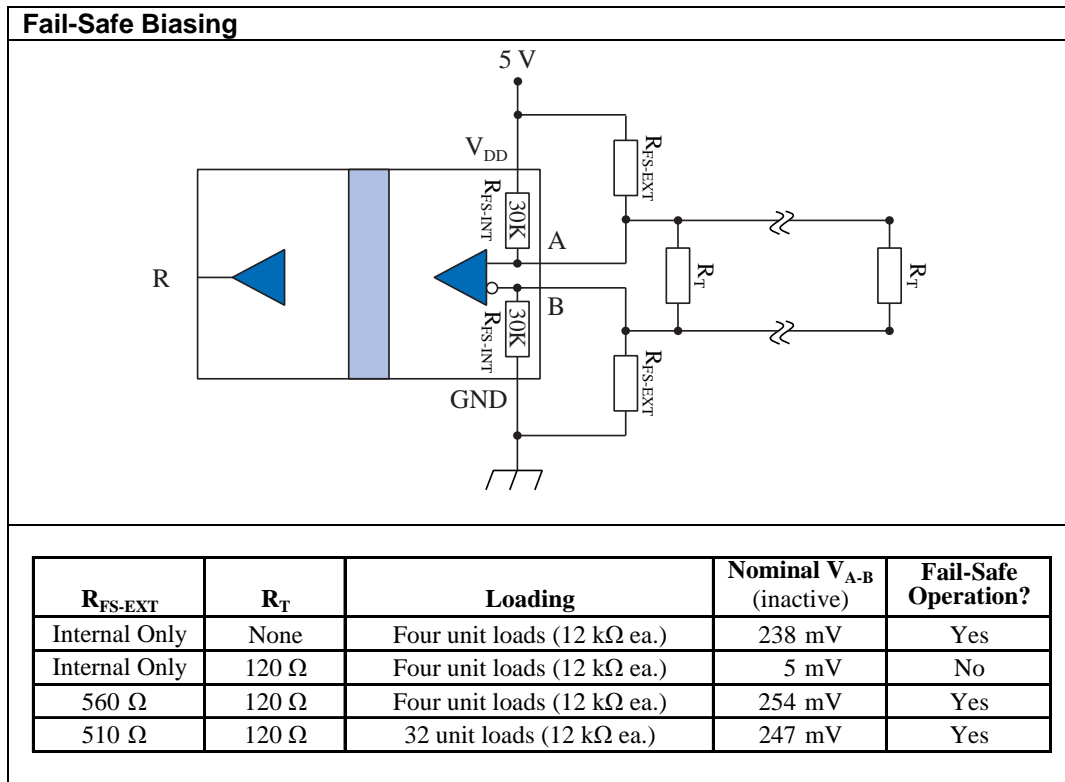 Fail-Safe Biasing
5 V
V_DD
R_FS-EXT
R_FS-INT
30K
A
R_T
R_T
R
B
R_FS-INT
30K
R_FS-EXT
GND
R_FS-EXT R_T Loading Nominal V_A-B (inactive) Fail-Safe Operation?
Internal Only None Four unit loads (12 kΩ ea.) 238 mV Yes
Internal Only 120 Ω Four unit loads (12 kΩ ea.) 5 mV No
560 Ω 120 Ω Four unit loads (12 kΩ ea.) 254 mV Yes
510 Ω 120 Ω 32 unit loads (12 kΩ ea.) 247 mV Yes